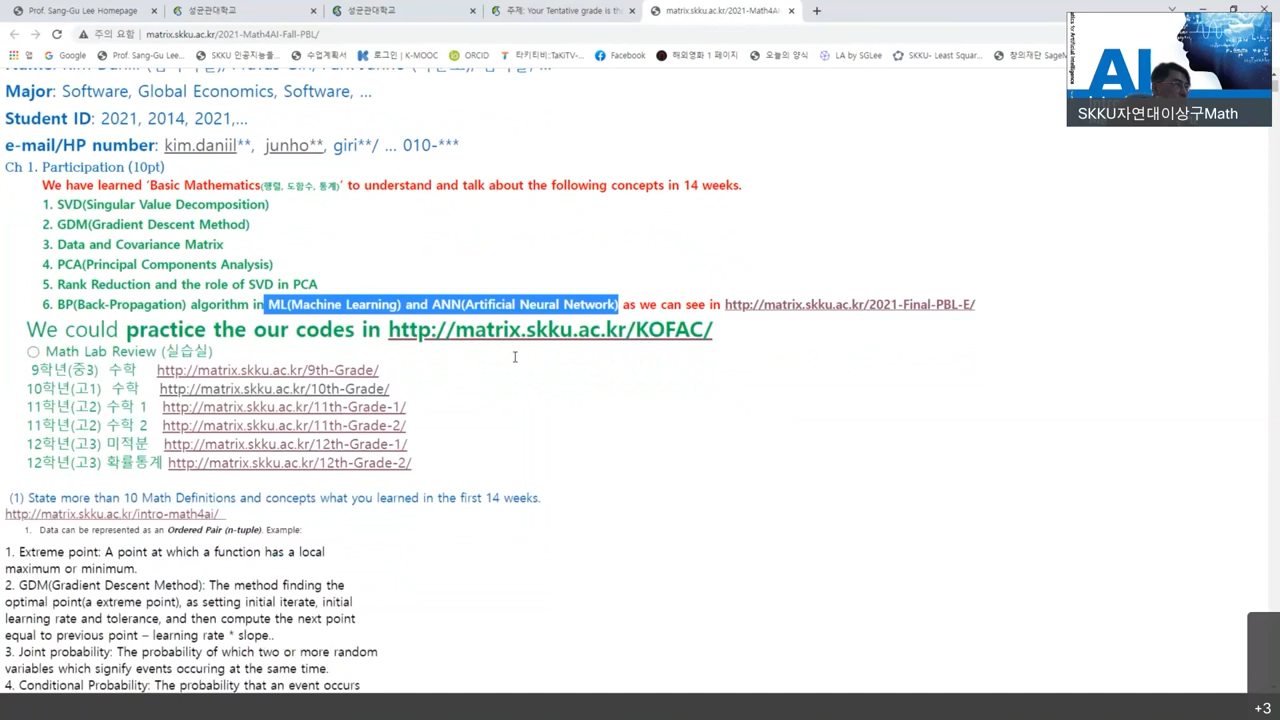 Prof. Sang-Gu Lee Homepage
성균관대학교
성균관대학교
주제: Your Tentative grade is th
matrix.skku.ac.kr/2021-Math4AI
주의 요함 | matrix.skku.ac.kr/2021-Math4AI-Fall-PBL/
앱 Google Prof. Sang-Gu Lee... SKKU 인공지능을... 수업계획서 로그인 | K-MOOC ORCID 타키티비:TaKiTV-... Facebook 해외영화 1 페이지 오늘의 양식 LA by SGLee SKKU- Least Squar... 창의재단
AI
SKKU자연대이상구Math
Major: Software, Global Economics, Software, ...
Student ID: 2021, 2014, 2021,...
e-mail/HP number: kim.daniil**, junho**, giri**/ ... 010-***
Ch 1. Participation (10pt)
We have learned ‘Basic Mathematics(행렬, 도함수, 통계)’ to understand and talk about the following concepts in 14 weeks.
1. SVD(Singular Value Decomposition)
2. GDM(Gradient Descent Method)
3. Data and Covariance Matrix
4. PCA(Principal Components Analysis)
5. Rank Reduction and the role of SVD in PCA
6. BP(Back-Propagation) algorithm in ML(Machine Learning) and ANN(Artificial Neural Network) as we can see in http://matrix.skku.ac.kr/2021-Final-PBL-E/
We could practice the our codes in http://matrix.skku.ac.kr/KOFAC/
○ Math Lab Review (실습실)
9학년(중3) 수학 http://matrix.skku.ac.kr/9th-Grade/
10학년(고1) 수학 http://matrix.skku.ac.kr/10th-Grade/
11학년(고2) 수학 1 http://matrix.skku.ac.kr/11th-Grade-1/
11학년(고2) 수학 2 http://matrix.skku.ac.kr/11th-Grade-2/
12학년(고3) 미적분 http://matrix.skku.ac.kr/12th-Grade-1/
12학년(고3) 확률통계 http://matrix.skku.ac.kr/12th-Grade-2/
(1) State more than 10 Math Definitions and concepts what you learned in the first 14 weeks.
http://matrix.skku.ac.kr/intro-math4ai/
1. Data can be represented as an Ordered Pair (n-tuple). Example:
1. Extreme point: A point at which a function has a local
maximum or minimum.
2. GDM(Gradient Descent Method): The method finding the
optimal point(a extreme point), as setting initial iterate, initial
learning rate and tolerance, and then compute the next point
equal to previous point – learning rate * slope..
3. Joint probability: The probability of which two or more random
variables which signify events occuring at the same time.
4. Conditional Probability: The probability that an event occurs
+3